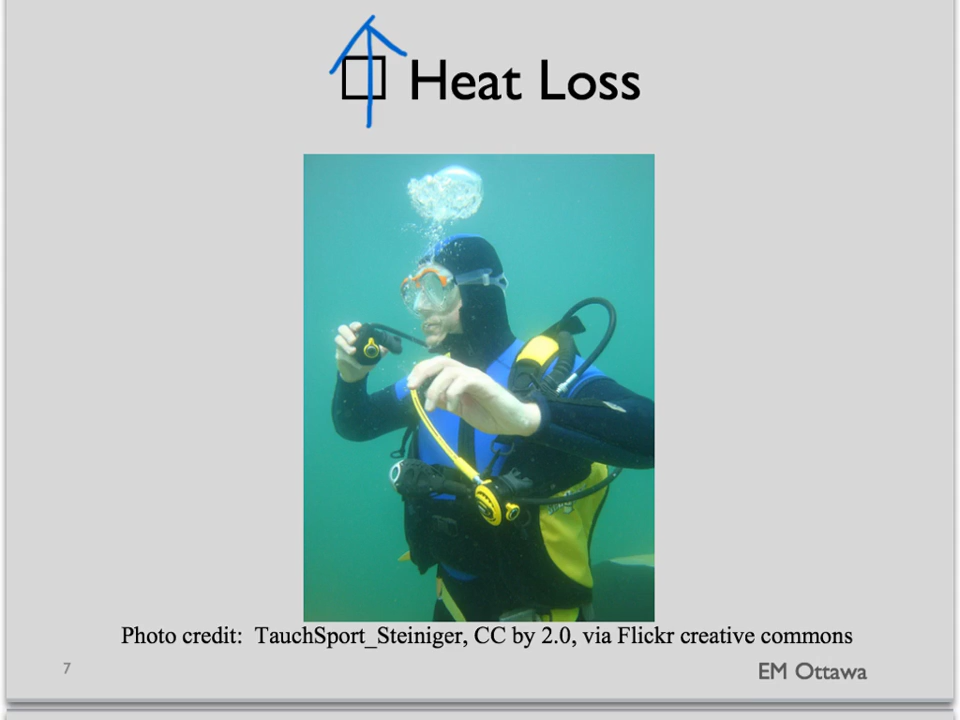 Heat Loss
Photo credit: TauchSport_Steiniger, CC by 2.0, via Flickr creative commons
7
EM Ottawa